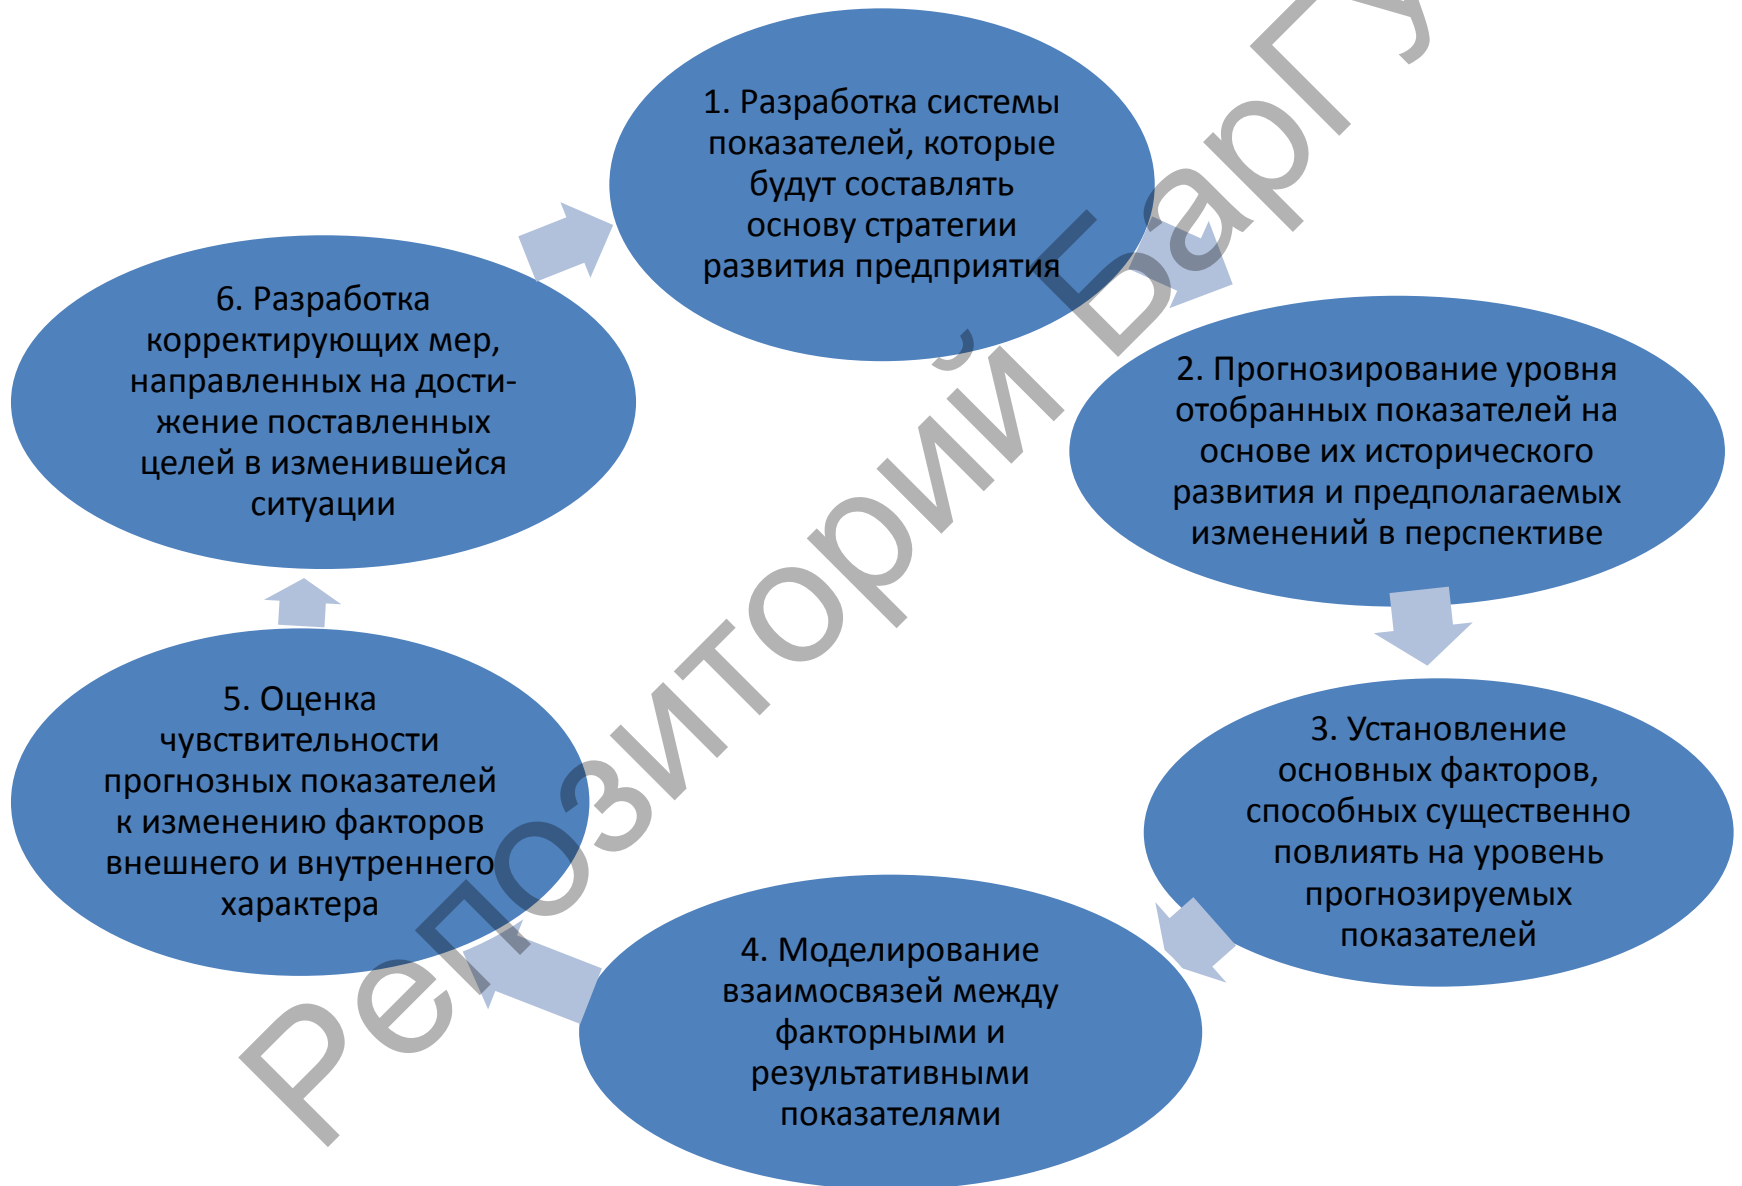 1. Разработка системы
показателей, которые
будут составлять
основу стратегии
развития предприятия
2. Прогнозирование уровня
отобранных показателей на
основе их исторического
развития и предполагаемых
изменений в перспективе
3. Установление
основных факторов,
способных существенно
повлиять на уровень
прогнозируемых
показателей
4. Моделирование
взаимосвязей между
факторными и
результативными
показателями
5. Оценка
чувствительности
прогнозных показателей
к изменению факторов
внешнего и внутреннего
характера
6. Разработка
корректирующих мер,
направленных на дости-
жение поставленных
целей в изменившейся
ситуации
Репозиторий БарГУ